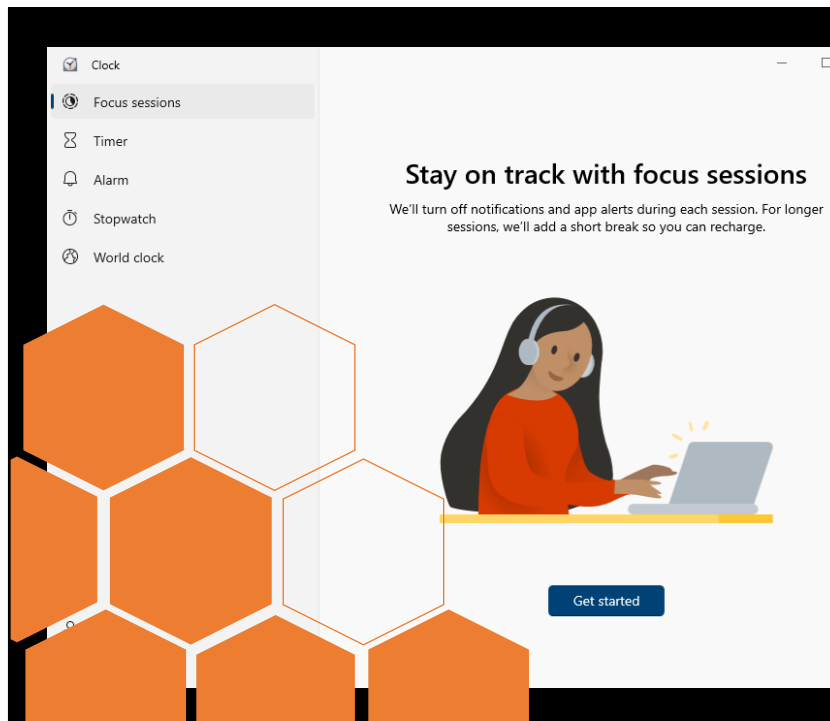 Clock
Focus sessions
Timer
Alarm
Stopwatch
World clock
Stay on track with focus sessions
We'll turn off notifications and app alerts during each session. For longer
sessions, we'll add a short break so you can recharge.
Get started